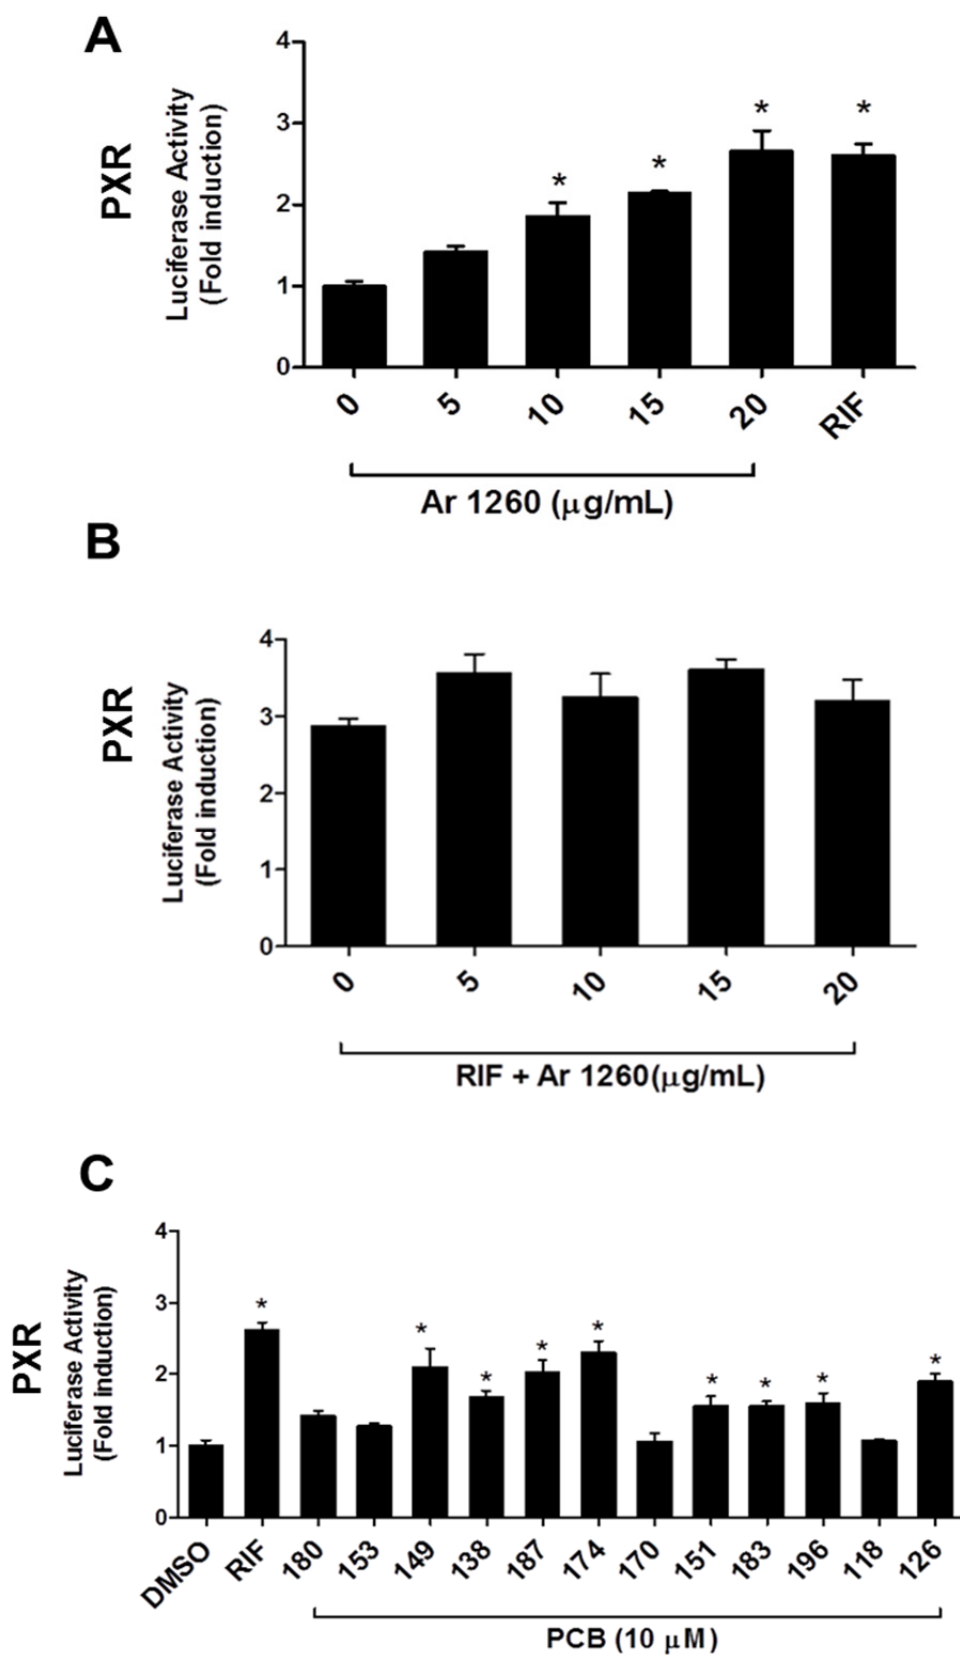 A
PXR
Luciferase Activity
(Fold induction)
4
3
2
1
0
*
*
*
*
0
5
10
15
20
RIF
Ar 1260 (μg/mL)
B
PXR
Luciferase Activity
(Fold induction)
4
3
2
1
0
0
5
10
15
20
RIF + Ar 1260(μg/mL)
C
PXR
Luciferase Activity
(Fold induction)
4
3
2
1
0
*
*
*
*
*
*
*
*
*
DMSO
RIF
180
153
149
138
187
174
170
151
183
196
118
126
PCB (10 μM)